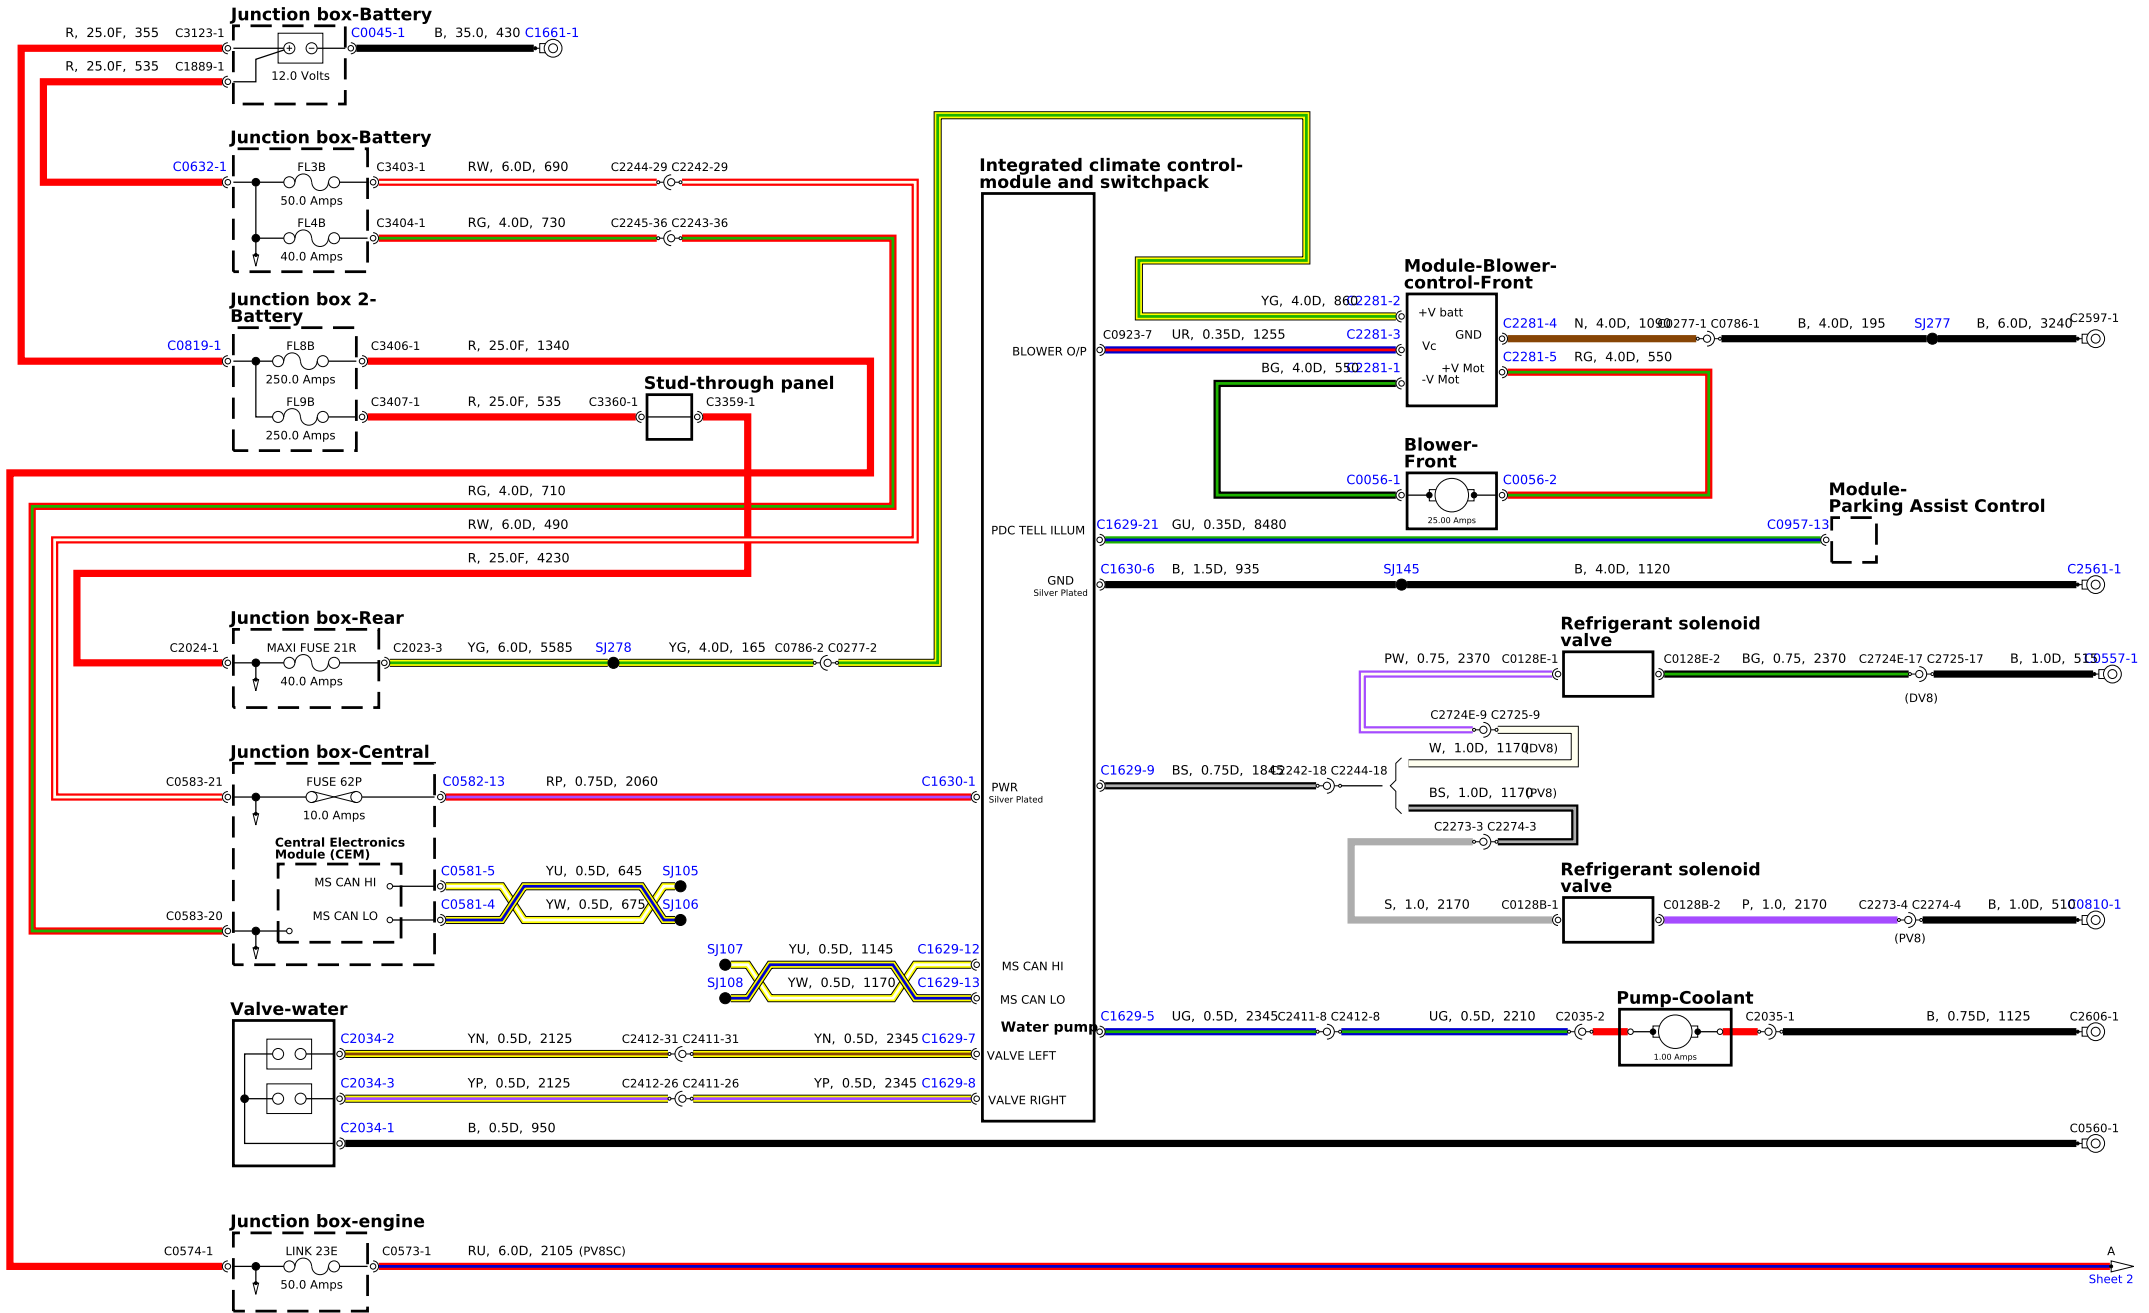 Junction box-Battery
R, 25.0F, 355 C3123-1
C0045-1 B, 35.0, 430 C1661-1
R, 25.0F, 535 C1889-1
12.0 Volts
Junction box-Battery
C0632-1
FL3B
50.0 Amps
C3403-1 RW, 6.0D, 690 C2244-29 C2242-29
FL4B
40.0 Amps
C3404-1 RG, 4.0D, 730 C2245-36 C2243-36
Junction box 2-
Battery
C0819-1
FL8B
250.0 Amps
C3406-1 R, 25.0F, 1340
FL9B
250.0 Amps
C3407-1 R, 25.0F, 535 C3360-1
Stud-through panel
C3359-1
RG, 4.0D, 710
RW, 6.0D, 490
R, 25.0F, 4230
Junction box-Rear
C2024-1
MAXI FUSE 21R
40.0 Amps
C2023-3 YG, 6.0D, 5585 SJ278 YG, 4.0D, 165 C0786-2 C0277-2
Junction box-Central
C0583-21
FUSE 62P
10.0 Amps
C0582-13 RP, 0.75D, 2060 C1630-1
Central Electronics
Module (CEM)
MS CAN HI
C0581-5 YU, 0.5D, 645 SJ105
MS CAN LO
C0581-4 YW, 0.5D, 675 SJ106
C0583-20
SJ107 YU, 0.5D, 1145 C1629-12
SJ108 YW, 0.5D, 1170 C1629-13
Valve-water
C2034-2 YN, 0.5D, 2125 C2412-31 C2411-31 YN, 0.5D, 2345 C1629-7
C2034-3 YP, 0.5D, 2125 C2412-26 C2411-26 YP, 0.5D, 2345 C1629-8
C2034-1 B, 0.5D, 950 C0560-1
Junction box-engine
C0574-1
LINK 23E
50.0 Amps
C0573-1 RU, 6.0D, 2105 (PV8SC)
A
Sheet 2
Integrated climate control-
module and switchpack
BLOWER O/P
PDC TELL ILLUM
GND
Silver Plated
PWR
Silver Plated
MS CAN HI
MS CAN LO
Water pump
VALVE LEFT
VALVE RIGHT
Module-Blower-
control-Front
YG, 4.0D, 860 C2281-2
C0923-7 UR, 0.35D, 1255 C2281-3
BG, 4.0D, 550 C2281-1
+V batt
GND
Vc
+V Mot
-V Mot
C2281-4 N, 4.0D, 1090 C0277-1 C0786-1 B, 4.0D, 195 SJ277 B, 6.0D, 3240 C2597-1
C2281-5 RG, 4.0D, 550
Blower-
Front
C0056-1
25.00 Amps
C0056-2
Module-
Parking Assist Control
C1629-21 GU, 0.35D, 8480 C0957-13
C1630-6 B, 1.5D, 935 SJ145 B, 4.0D, 1120 C2561-1
Refrigerant solenoid
valve
PW, 0.75, 2370 C0128E-1
C0128E-2 BG, 0.75, 2370 C2724E-17 C2725-17 B, 1.0D, 515 C0557-1
(DV8)
C2724E-9 C2725-9
W, 1.0D, 1170 (DV8)
C1629-9 BS, 0.75D, 1845 C2242-18 C2244-18
BS, 1.0D, 1170 (PV8)
C2273-3 C2274-3
Refrigerant solenoid
valve
S, 1.0, 2170 C0128B-1
C0128B-2 P, 1.0, 2170 C2273-4 C2274-4 B, 1.0D, 510 C0810-1
(PV8)
Pump-Coolant
C1629-5 UG, 0.5D, 2345 C2411-8 C2412-8 UG, 0.5D, 2210 C2035-2
1.00 Amps
C2035-1 B, 0.75D, 1125 C2606-1